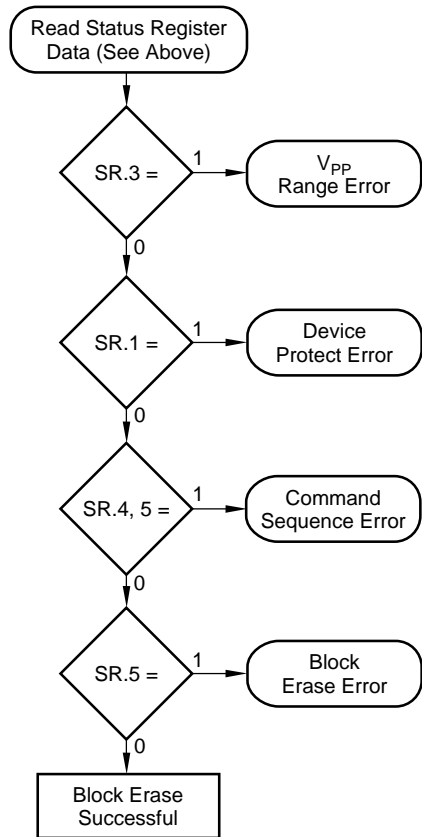 Read Status Register
Data (See Above)
SR.3 =
1
V_PP
Range Error
0
SR.1 =
1
Device
Protect Error
0
SR.4, 5 =
1
Command
Sequence Error
0
SR.5 =
1
Block
Erase Error
0
Block Erase
Successful